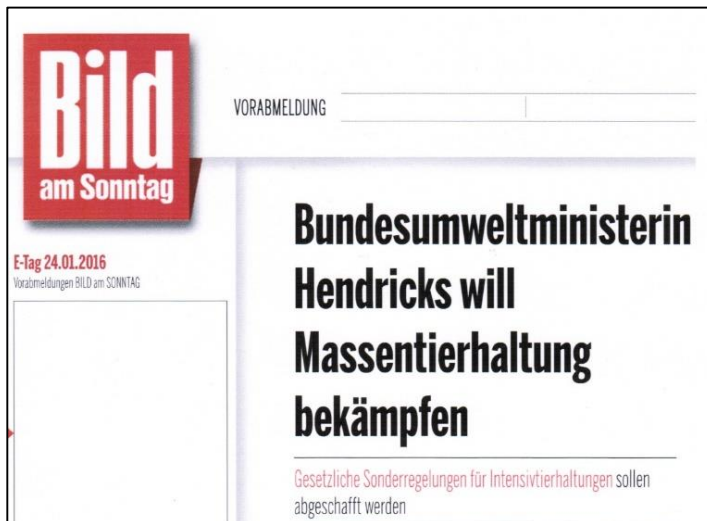 Bild
am Sonntag
VORABMELDUNG
E-Tag 24.01.2016
Vorabmeldungen BILD am SONNTAG
Bundesumweltministerin
Hendricks will
Massentierhaltung
bekämpfen
Gesetzliche Sonderregelungen für Intensivtierhaltungen sollen
abgeschafft werden